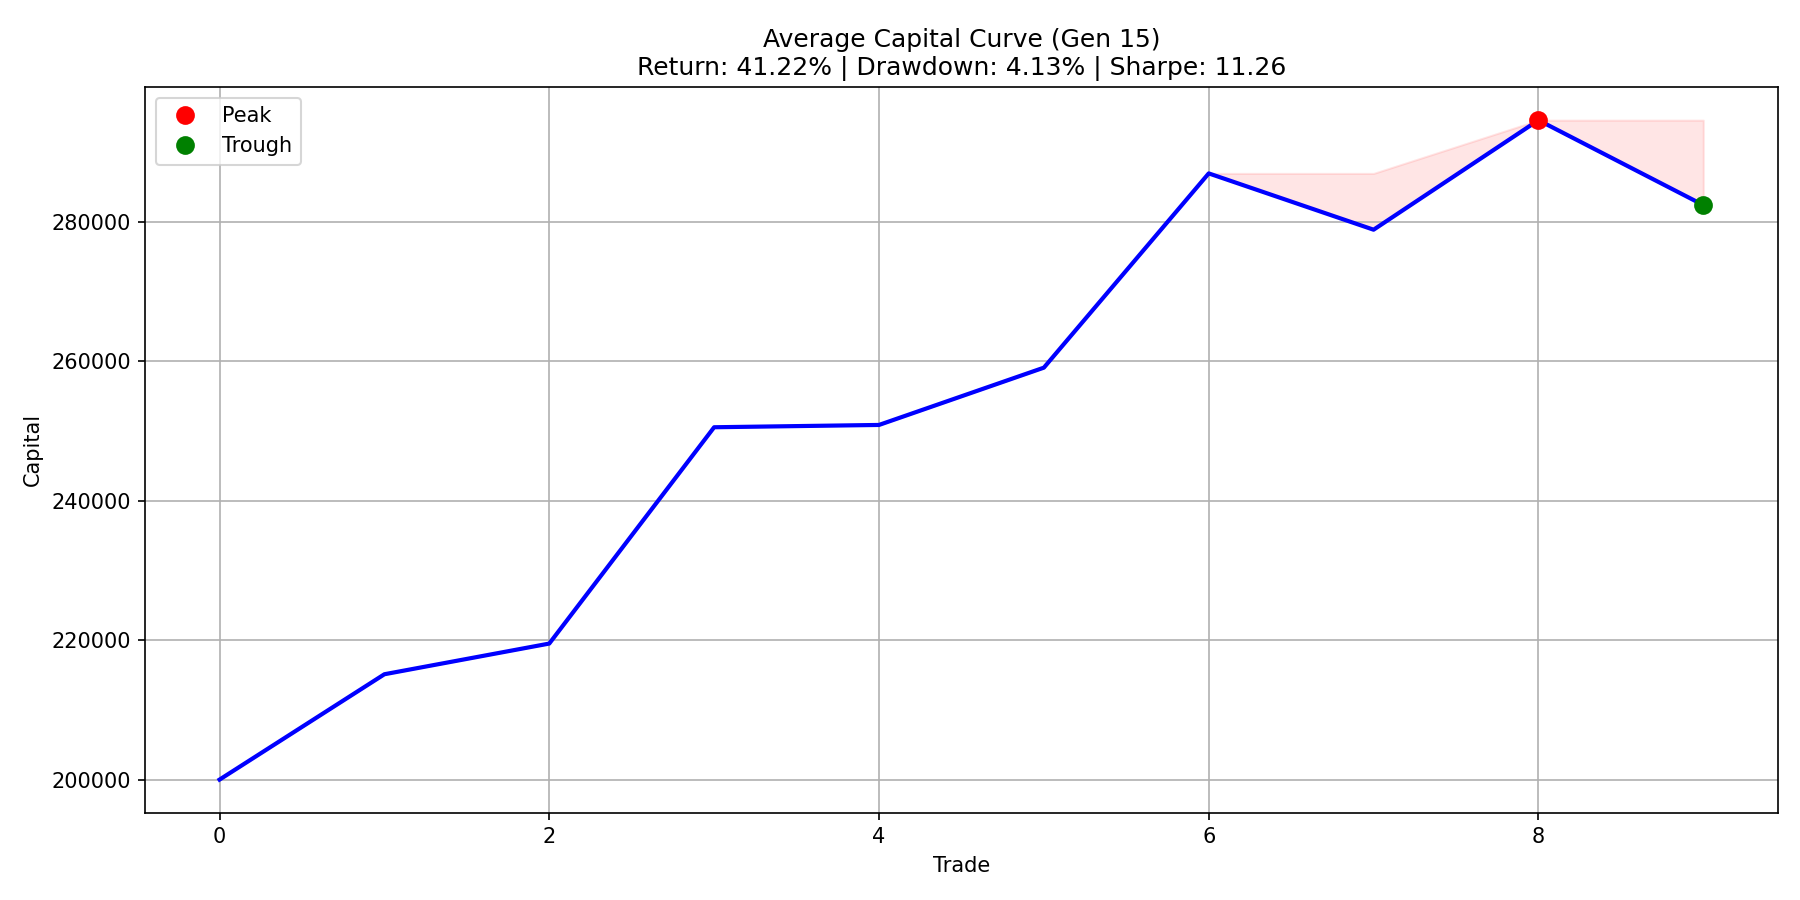 Average Capital Curve (Gen 15)
Return: 41.22% | Drawdown: 4.13% | Sharpe: 11.26
Peak
Trough
280000
260000
240000
220000
200000
Capital
0
2
4
6
8
Trade